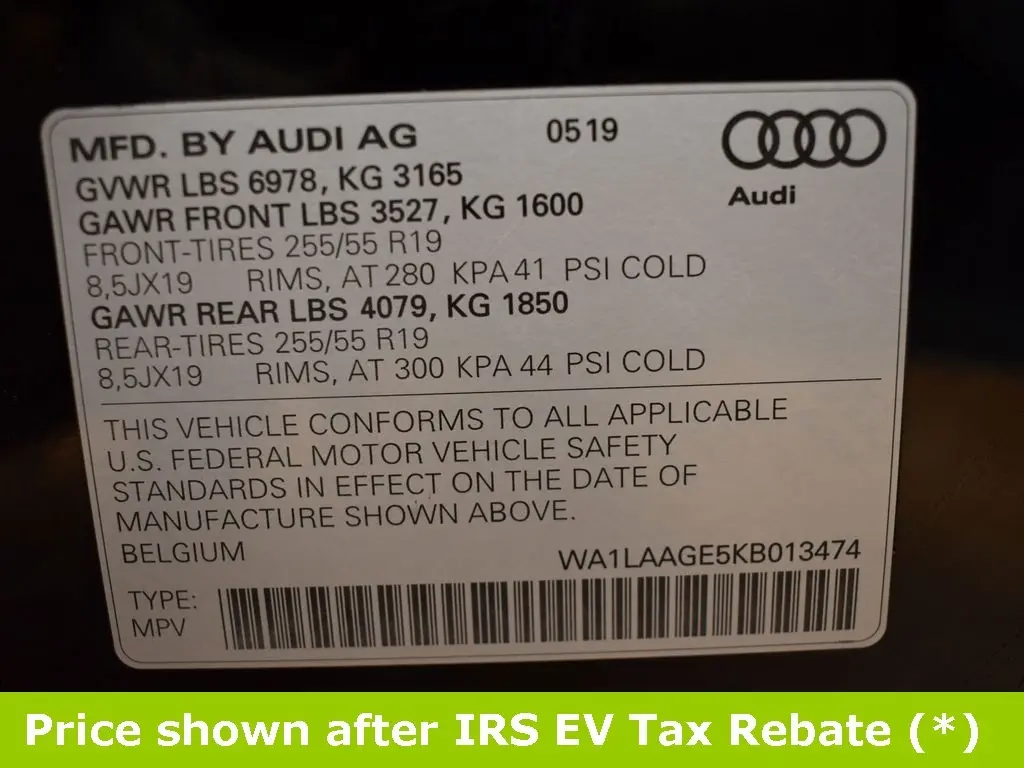 MFD. BY AUDI AG 0519
GVWR LBS 6978, KG 3165
GAWR FRONT LBS 3527, KG 1600
Audi
FRONT-TIRES 255/55 R19
8,5JX19 RIMS, AT 280 KPA 41 PSI COLD
GAWR REAR LBS 4079, KG 1850
REAR-TIRES 255/55 R19
8,5JX19 RIMS, AT 300 KPA 44 PSI COLD
THIS VEHICLE CONFORMS TO ALL APPLICABLE
U.S. FEDERAL MOTOR VEHICLE SAFETY
STANDARDS IN EFFECT ON THE DATE OF
MANUFACTURE SHOWN ABOVE.
BELGIUM WA1LAAGE5KB013474
TYPE:
MPV
Price shown after IRS EV Tax Rebate (*)